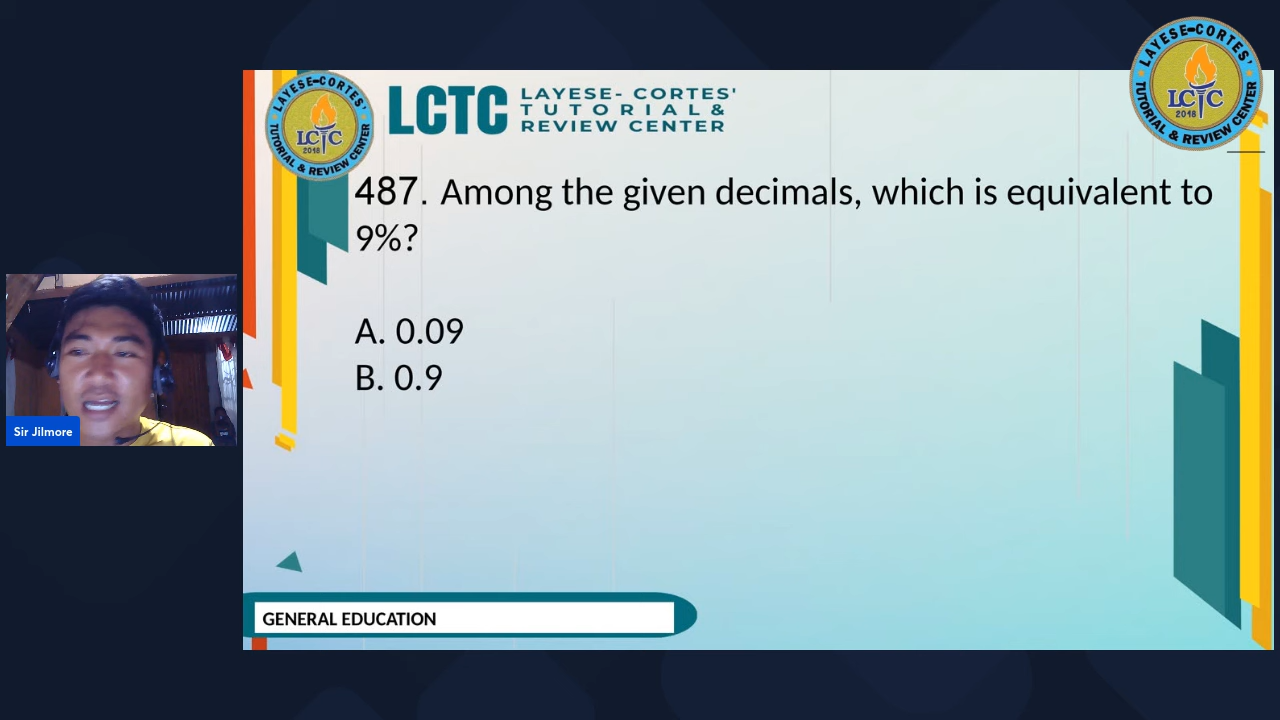 LAYESE-CORTES'
LCTC
2018
TUTORIAL & REVIEW CENTER
LCTC
LAYESE- CORTES'
TUTORIAL &
REVIEW CENTER
LAYESE-CORTES'
LCTC
2018
TUTORIAL & REVIEW CENTER
487. Among the given decimals, which is equivalent to
9%?
A. 0.09
B. 0.9
Sir Jilmore
GENERAL EDUCATION